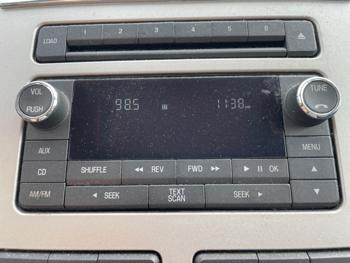 LOAD 1 2 3 4 5 6
VOL
PUSH
98.5 11:38
TUNE
AUX
MENU
CD
SHUFFLE REV FWD OK
AM/FM
SEEK TEXT SCAN SEEK